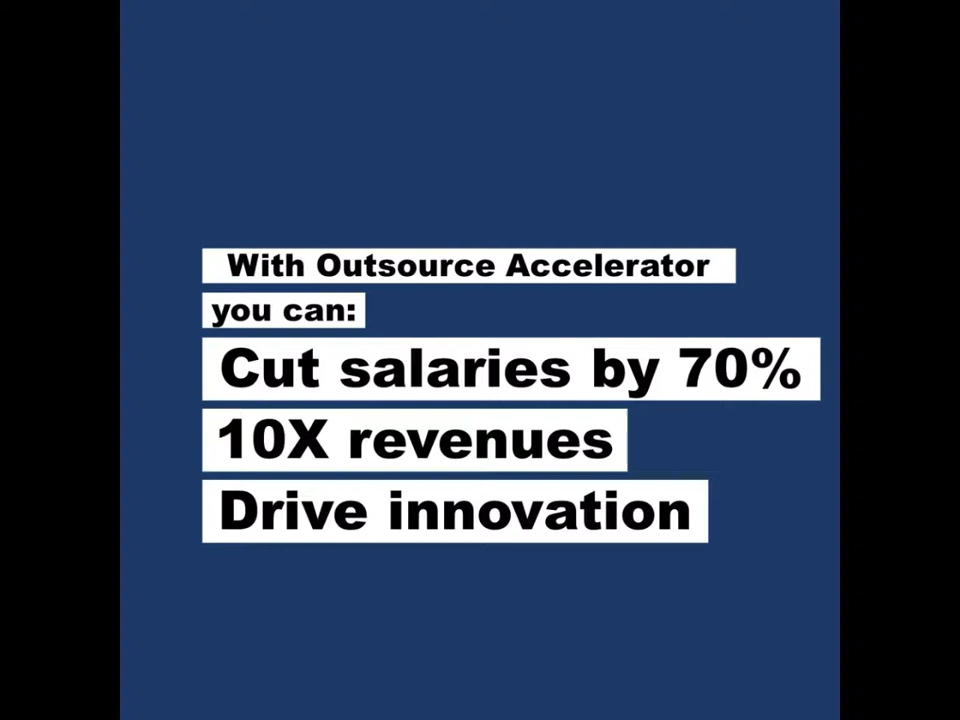 With Outsource Accelerator
you can:
Cut salaries by 70%
10X revenues
Drive innovation